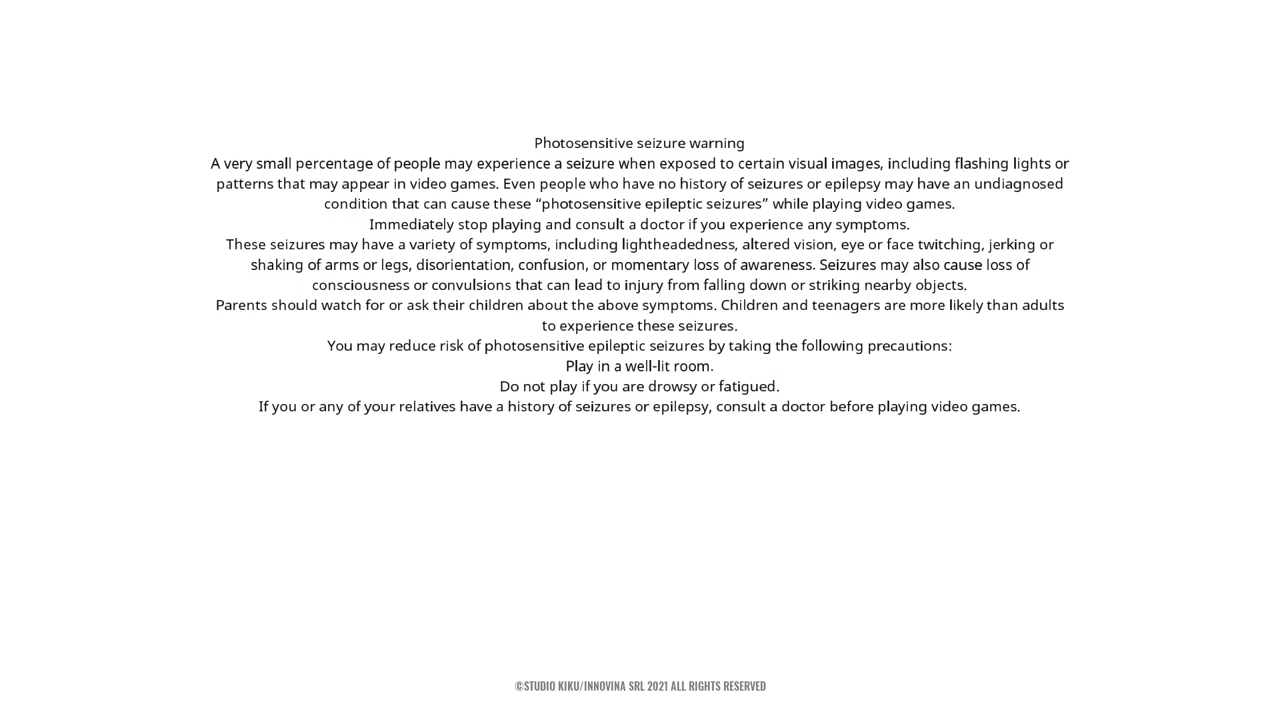 Photosensitive seizure warning
A very small percentage of people may experience a seizure when exposed to certain visual images, including flashing lights or
patterns that may appear in video games. Even people who have no history of seizures or epilepsy may have an undiagnosed
condition that can cause these “photosensitive epileptic seizures” while playing video games.
Immediately stop playing and consult a doctor if you experience any symptoms.
These seizures may have a variety of symptoms, including lightheadedness, altered vision, eye or face twitching, jerking or
shaking of arms or legs, disorientation, confusion, or momentary loss of awareness. Seizures may also cause loss of
consciousness or convulsions that can lead to injury from falling down or striking nearby objects.
Parents should watch for or ask their children about the above symptoms. Children and teenagers are more likely than adults
to experience these seizures.
You may reduce risk of photosensitive epileptic seizures by taking the following precautions:
Play in a well-lit room.
Do not play if you are drowsy or fatigued.
If you or any of your relatives have a history of seizures or epilepsy, consult a doctor before playing video games.
©STUDIO KIKU/INNOVINA SRL 2021 ALL RIGHTS RESERVED